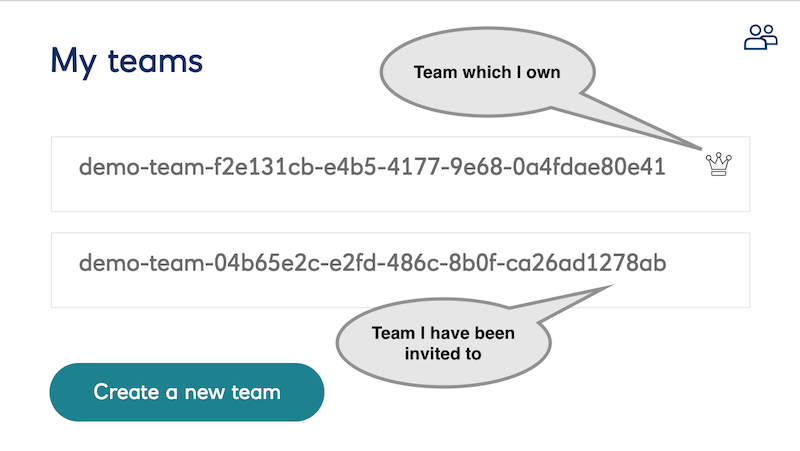 My teams
Team which I own
demo-team-f2e131cb-e4b5-4177-9e68-0a4fdae80e41
demo-team-04b65e2c-e2fd-486c-8b0f-ca26ad1278ab
Team I have been
invited to
Create a new team